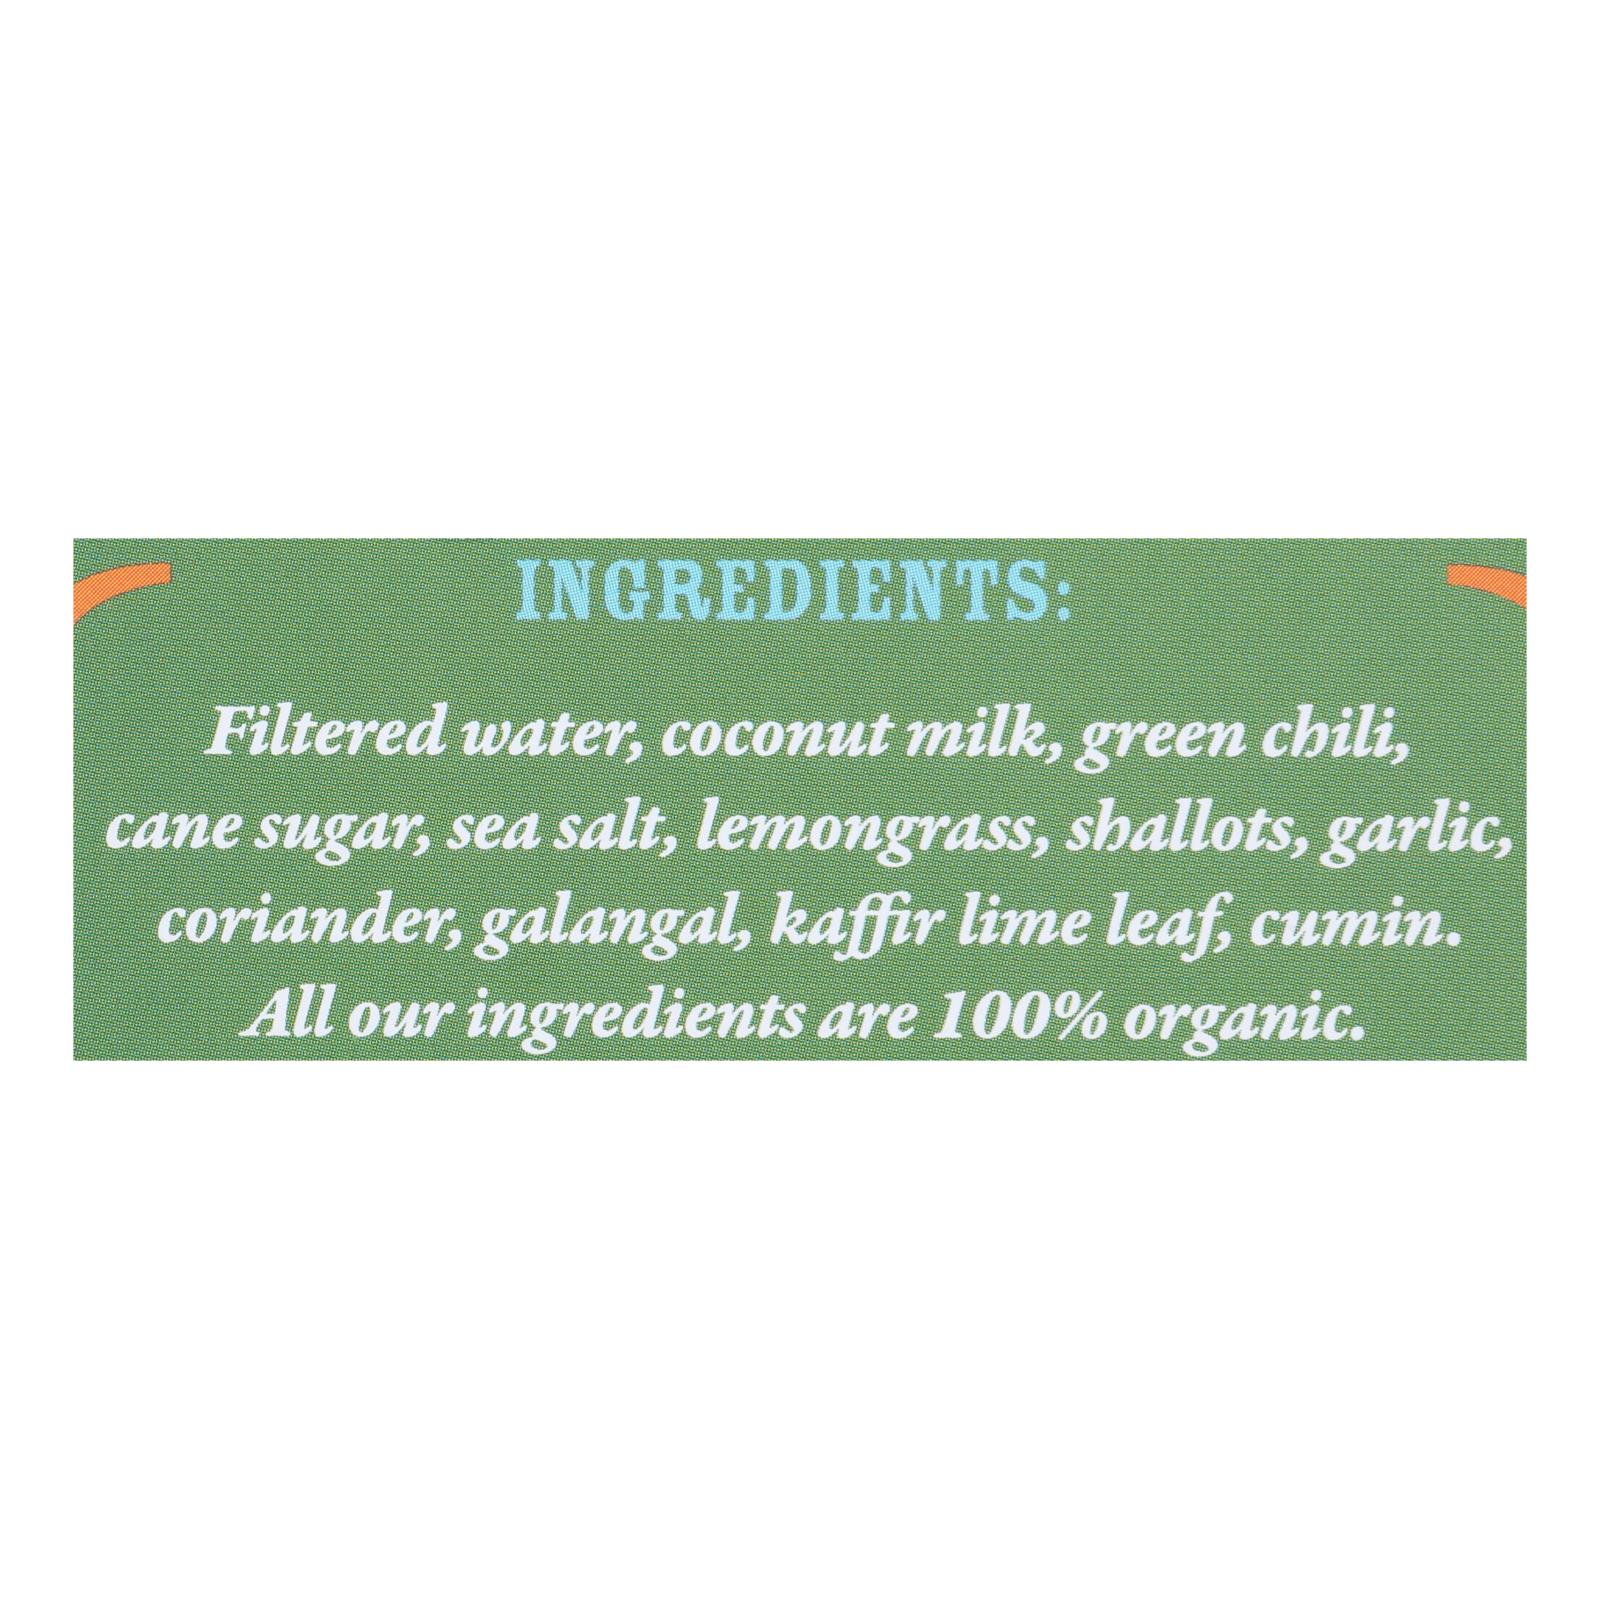 INGREDIENTS:
Filtered water, coconut milk, green chili,
cane sugar, sea salt, lemongrass, shallots, garlic,
coriander, galangal, kaffir lime leaf, cumin.
All our ingredients are 100% organic.